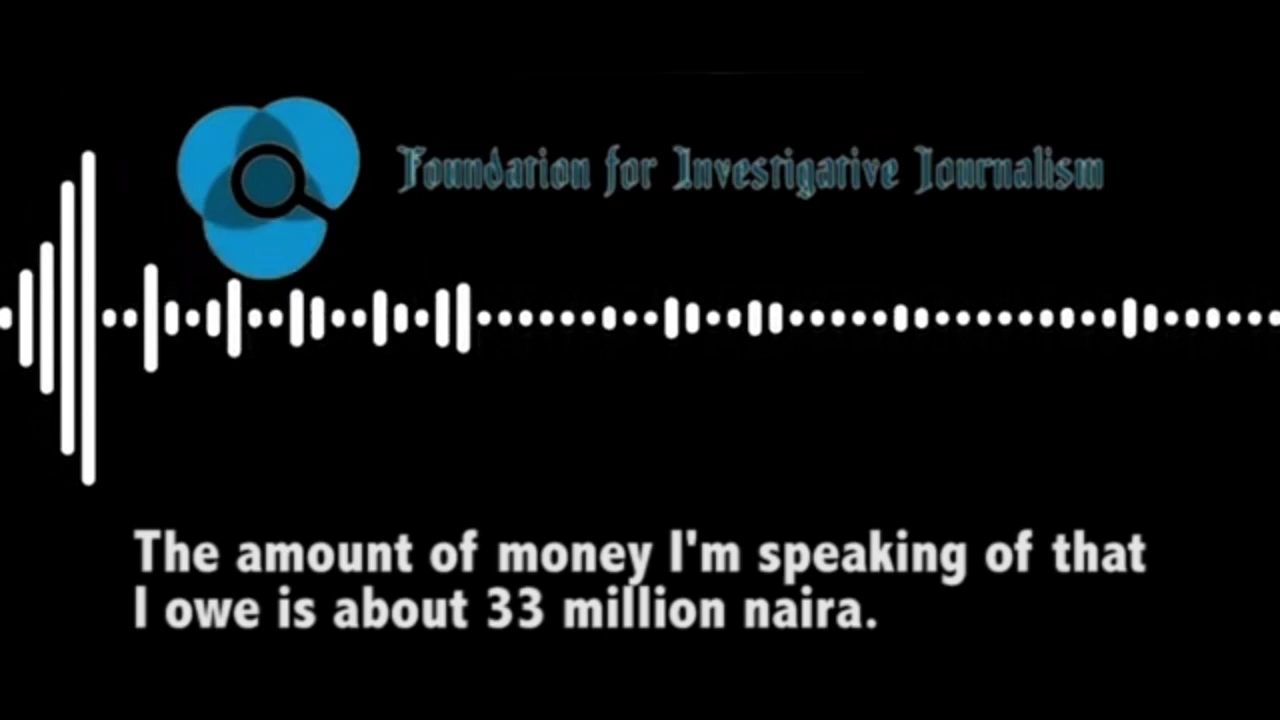 Foundation for Investigative Journalism
The amount of money I'm speaking of that
I owe is about 33 million naira.